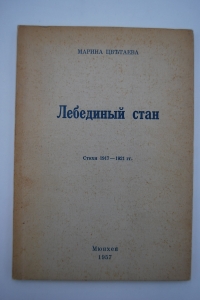 МАРИНА ЦВЕТАЕВА
Лебединый стан
Стихи 1917—1921 гг.
Мюнхен
1957